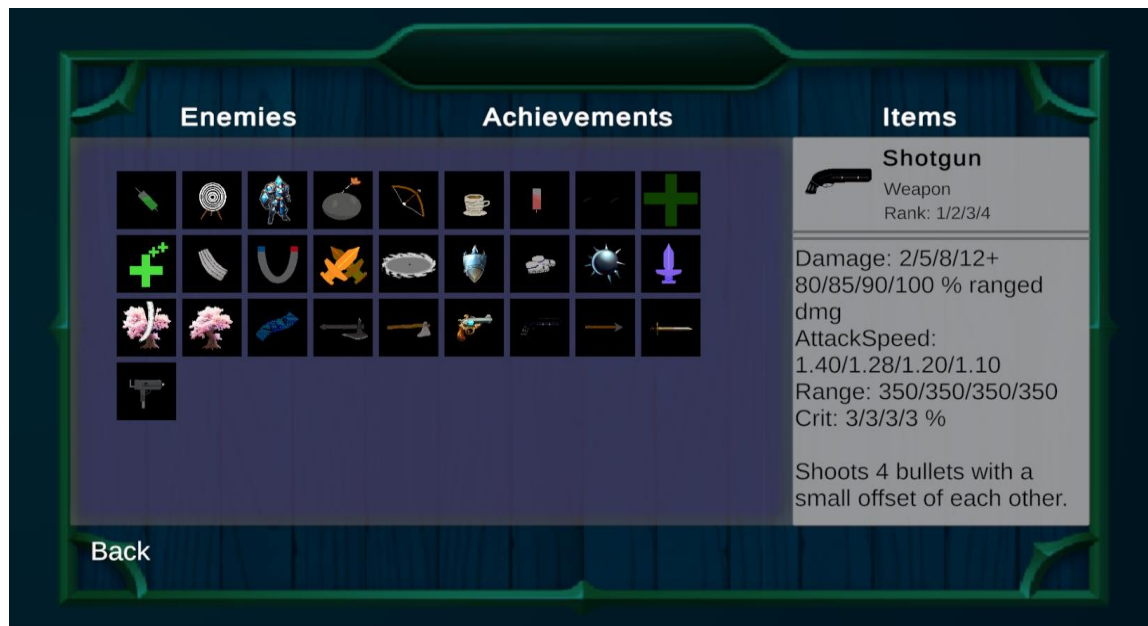 Enemies
Achievements
Items
Shotgun
Weapon
Rank: 1/2/3/4
Damage: 2/5/8/12+
80/85/90/100 % ranged
dmg
AttackSpeed:
1.40/1.28/1.20/1.10
Range: 350/350/350/350
Crit: 3/3/3/3 %
Shoots 4 bullets with a
small offset of each other.
Back